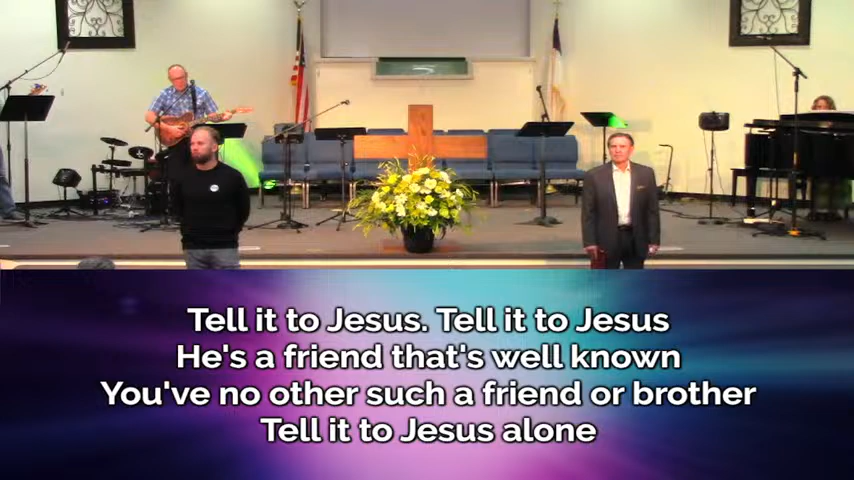 Tell it to Jesus. Tell it to Jesus
He's a friend that's well known
You've no other such a friend or brother
Tell it to Jesus alone